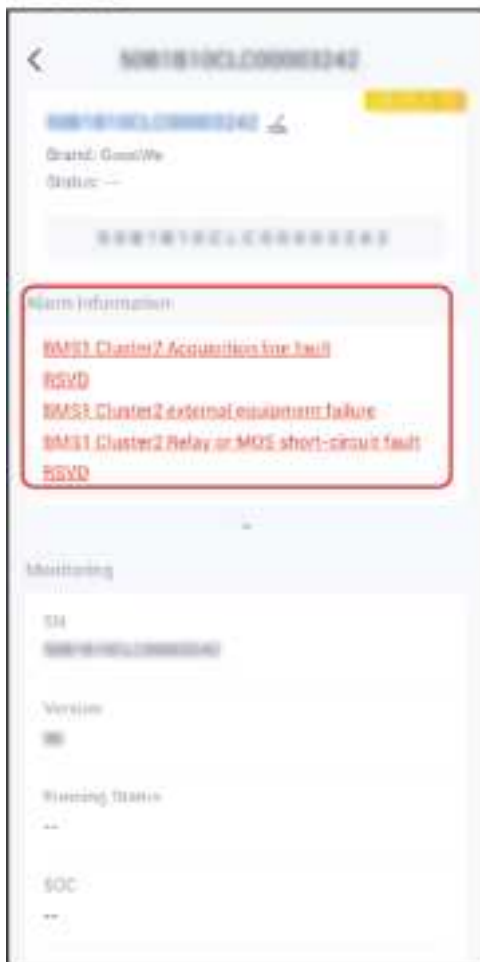 Brand: GoodWe
Status: --
Alarm Information
BMS1 Cluster2 Acquisition line fault
RSVD
BMS1 Cluster2 external equipment failure
BMS1 Cluster2 Relay or MOS short-circuit fault
RSVD
Monitoring
SN
Version
Running Status
--
SOC
--